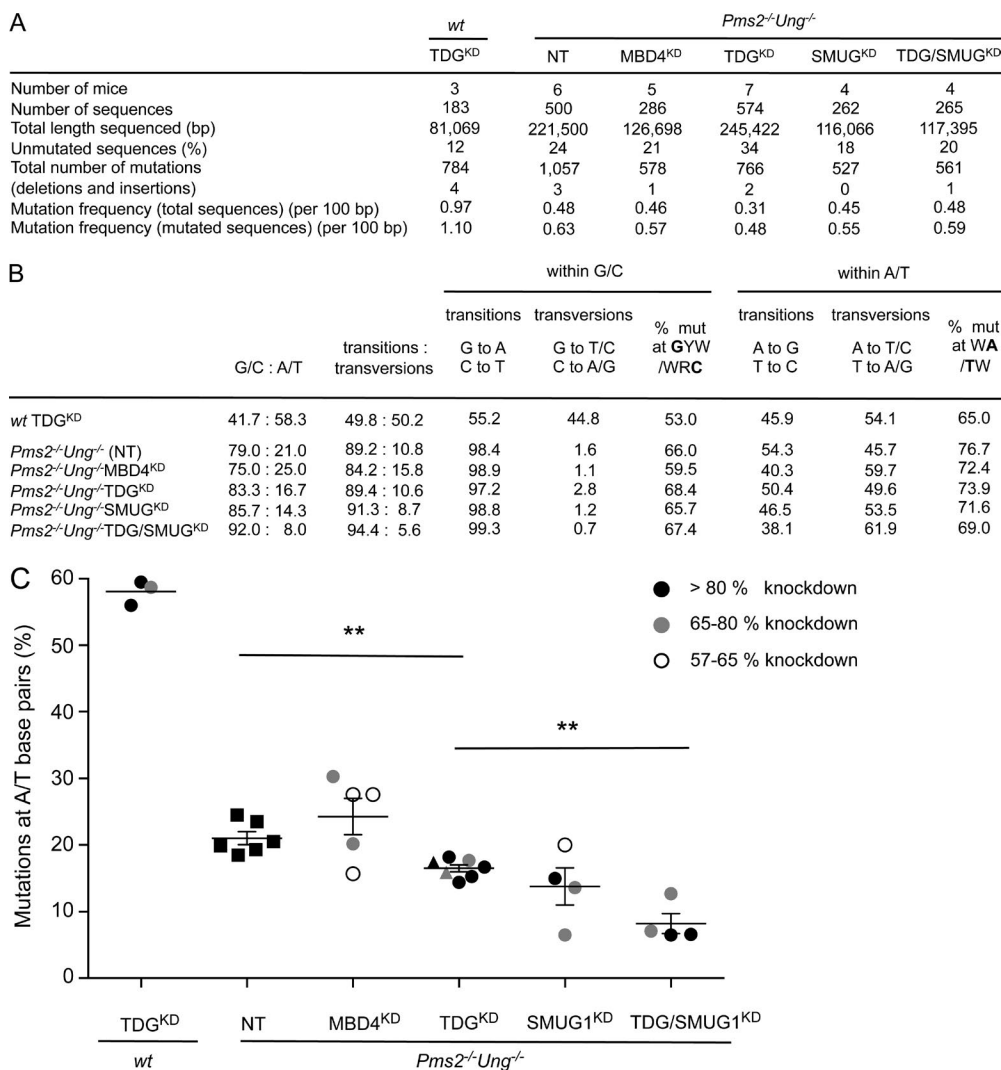 A
wt Pms2-/-Ung-/-
TDGKD NT MBD4KD TDGKD SMUGKD TDG/SMUGKD
Number of mice 3 6 5 7 4 4
Number of sequences 183 500 286 574 262 265
Total length sequenced (bp) 81,069 221,500 126,698 245,422 116,066 117,395
Unmutated sequences (%) 12 24 21 34 18 20
Total number of mutations 784 1,057 578 766 527 561
(deletions and insertions) 4 3 1 2 0 1
Mutation frequency (total sequences) (per 100 bp) 0.97 0.48 0.46 0.31 0.45 0.48
Mutation frequency (mutated sequences) (per 100 bp) 1.10 0.63 0.57 0.48 0.55 0.59
B
within G/C within A/T
transitions transversions % mut transitions transversions % mut
G/C : A/T transitions : G to A G to T/C at GYW A to G A to T/C at WA
transversions C to T C to A/G /WRC T to C T to A/G /TW
wt TDGKD 41.7 : 58.3 49.8 : 50.2 55.2 44.8 53.0 45.9 54.1 65.0
Pms2-/-Ung-/- (NT) 79.0 : 21.0 89.2 : 10.8 98.4 1.6 66.0 54.3 45.7 76.7
Pms2-/-Ung-/-MBD4KD 75.0 : 25.0 84.2 : 15.8 98.9 1.1 59.5 40.3 59.7 72.4
Pms2-/-Ung-/-TDGKD 83.3 : 16.7 89.4 : 10.6 97.2 2.8 68.4 50.4 49.6 73.9
Pms2-/-Ung-/-SMUGKD 85.7 : 14.3 91.3 : 8.7 98.8 1.2 65.7 46.5 53.5 71.6
Pms2-/-Ung-/-TDG/SMUGKD 92.0 : 8.0 94.4 : 5.6 99.3 0.7 67.4 38.1 61.9 69.0
C
Mutations at A/T base pairs (%)
60
50
40
30
20
10
0
> 80 % knockdown
65-80 % knockdown
57-65 % knockdown
**
**
TDGKD NT MBD4KD TDGKD SMUG1KD TDG/SMUG1KD
wt Pms2-/-Ung-/-